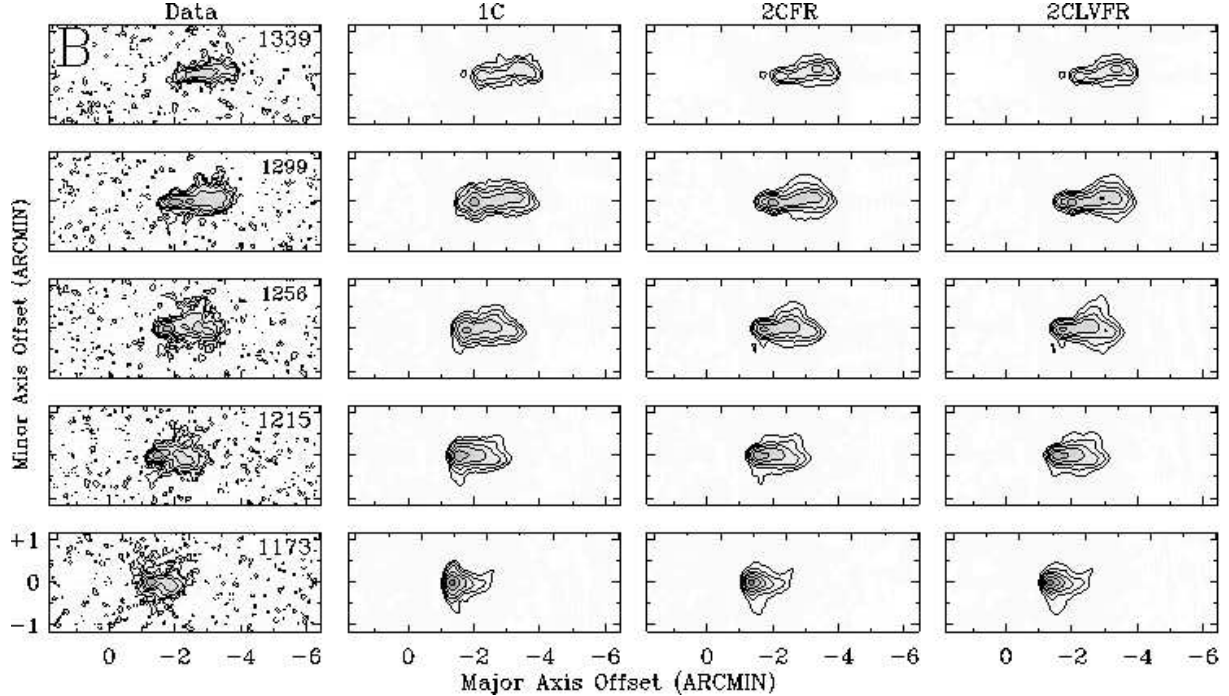 Data 1C 2CFR 2CLVFR
B 1339
1299
1256
1215
1173
+1
0
-1
0 -2 -4 -6 0 -2 -4 -6 0 -2 -4 -6 0 -2 -4 -6
Minor Axis Offset (ARCMIN)
Major Axis Offset (ARCMIN)